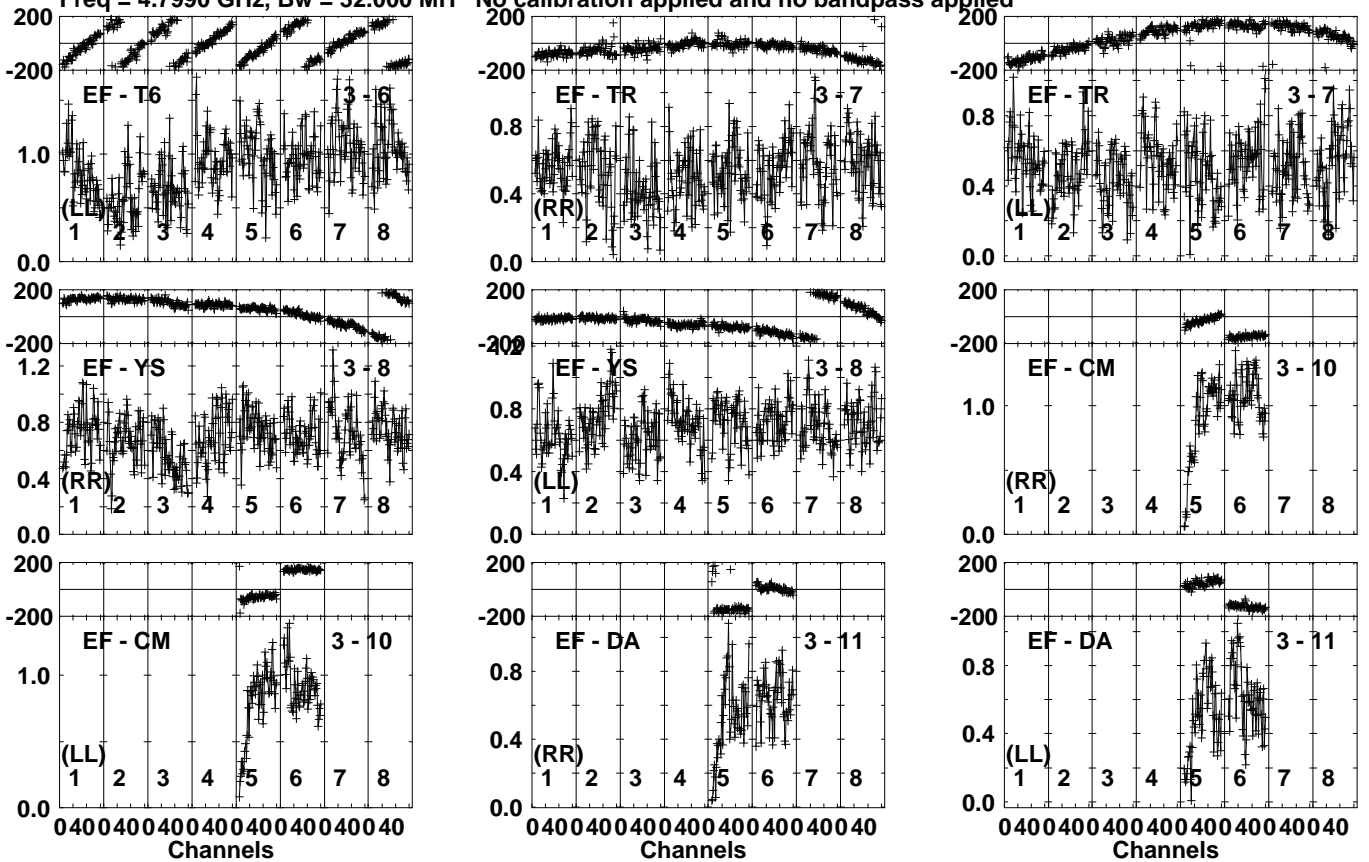 Freq = 4.7990 GHz, Bw = 32.000 MH No calibration applied and no bandpass applied
200 200 200
-200 -200 -200
EF - T6 3 - 6 EF - TR 3 - 7 EF - TR 3 - 7
1.0 0.8 0.8
0.4 0.4
(LL) (RR) (LL)
1 2 3 4 5 6 7 8 1 2 3 4 5 6 7 8 1 2 3 4 5 6 7 8
0.0 0.0 0.0
200 200 200
-200 -200 -200
1.2 EF - YS 3 - 8 1.2 EF - YS 3 - 8 EF - CM 3 - 10
0.8 0.8 1.0
0.4 0.4
(RR) (LL) (RR)
1 2 3 4 5 6 7 8 1 2 3 4 5 6 7 8 1 2 3 4 5 6 7 8
0.0 0.0 0.0
200 200 200
-200 -200 -200
EF - CM 3 - 10 EF - DA 3 - 11 EF - DA 3 - 11
1.0 0.8 0.8
0.4 0.4
(LL) (RR) (LL)
1 2 3 4 5 6 7 8 1 2 3 4 5 6 7 8 1 2 3 4 5 6 7 8
0.0 0.0 0.0
0 40 0 40 0 40 0 40 0 40 0 40 0 40 0 40 0 40 0 40 0 40 0 40 0 40 0 40 0 40 0 40 0 40 0 40 0 40 0 40 0 40 0 40 0 40 0 40
Channels Channels Channels